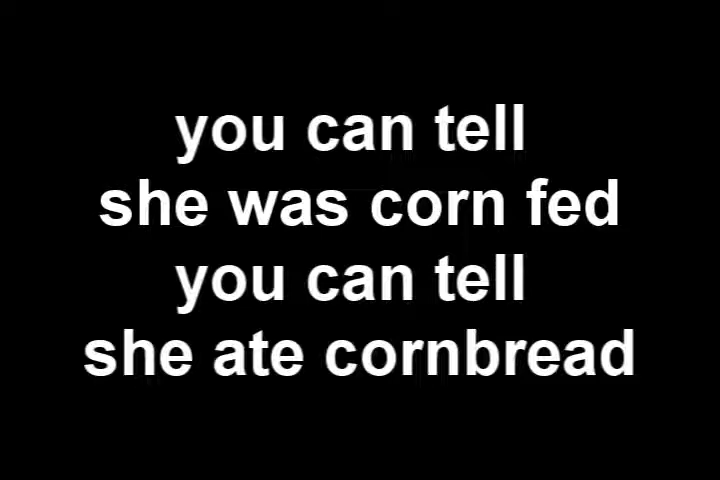 you can tell
she was corn fed
you can tell
she ate cornbread